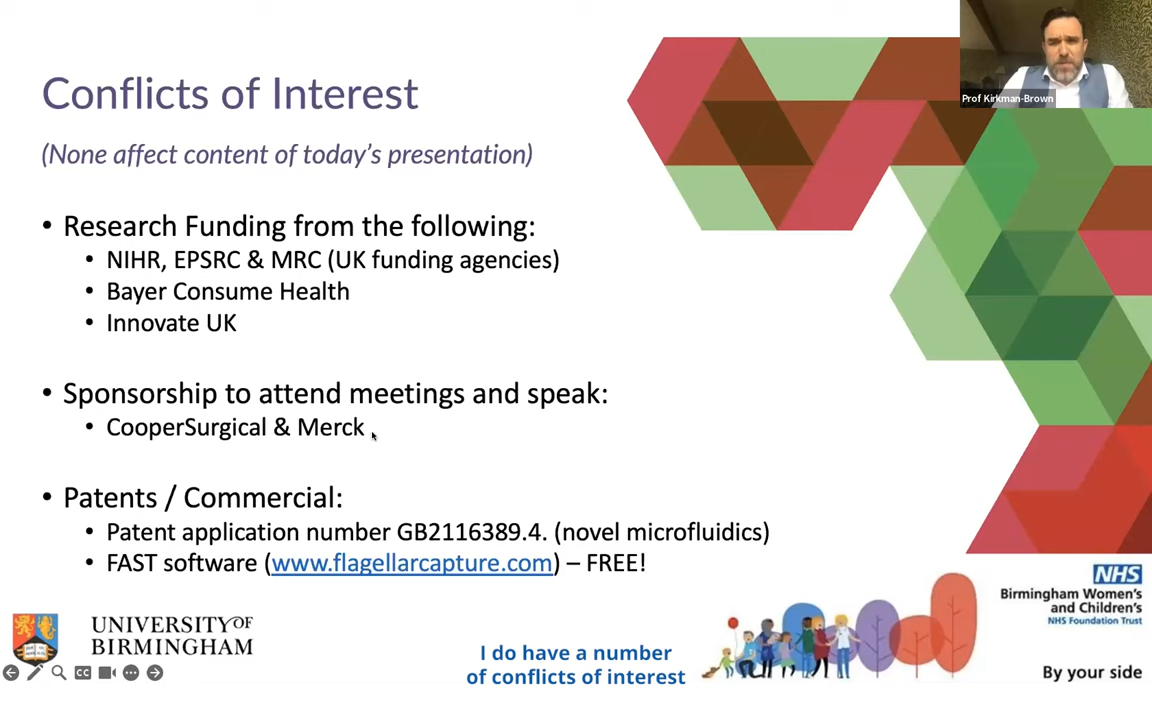 Prof Kirkman-Brown
Conflicts of Interest
(None affect content of today's presentation)
• Research Funding from the following:
• NIHR, EPSRC & MRC (UK funding agencies)
• Bayer Consume Health
• Innovate UK
• Sponsorship to attend meetings and speak:
• CooperSurgical & Merck
• Patents / Commercial:
• Patent application number GB2116389.4. (novel microfluidics)
• FAST software (www.flagellarcapture.com) – FREE!
NHS
Birmingham Women's
and Children's
NHS Foundation Trust
UNIVERSITY OF
BIRMINGHAM
I do have a number
of conflicts of interest
By your side
CC